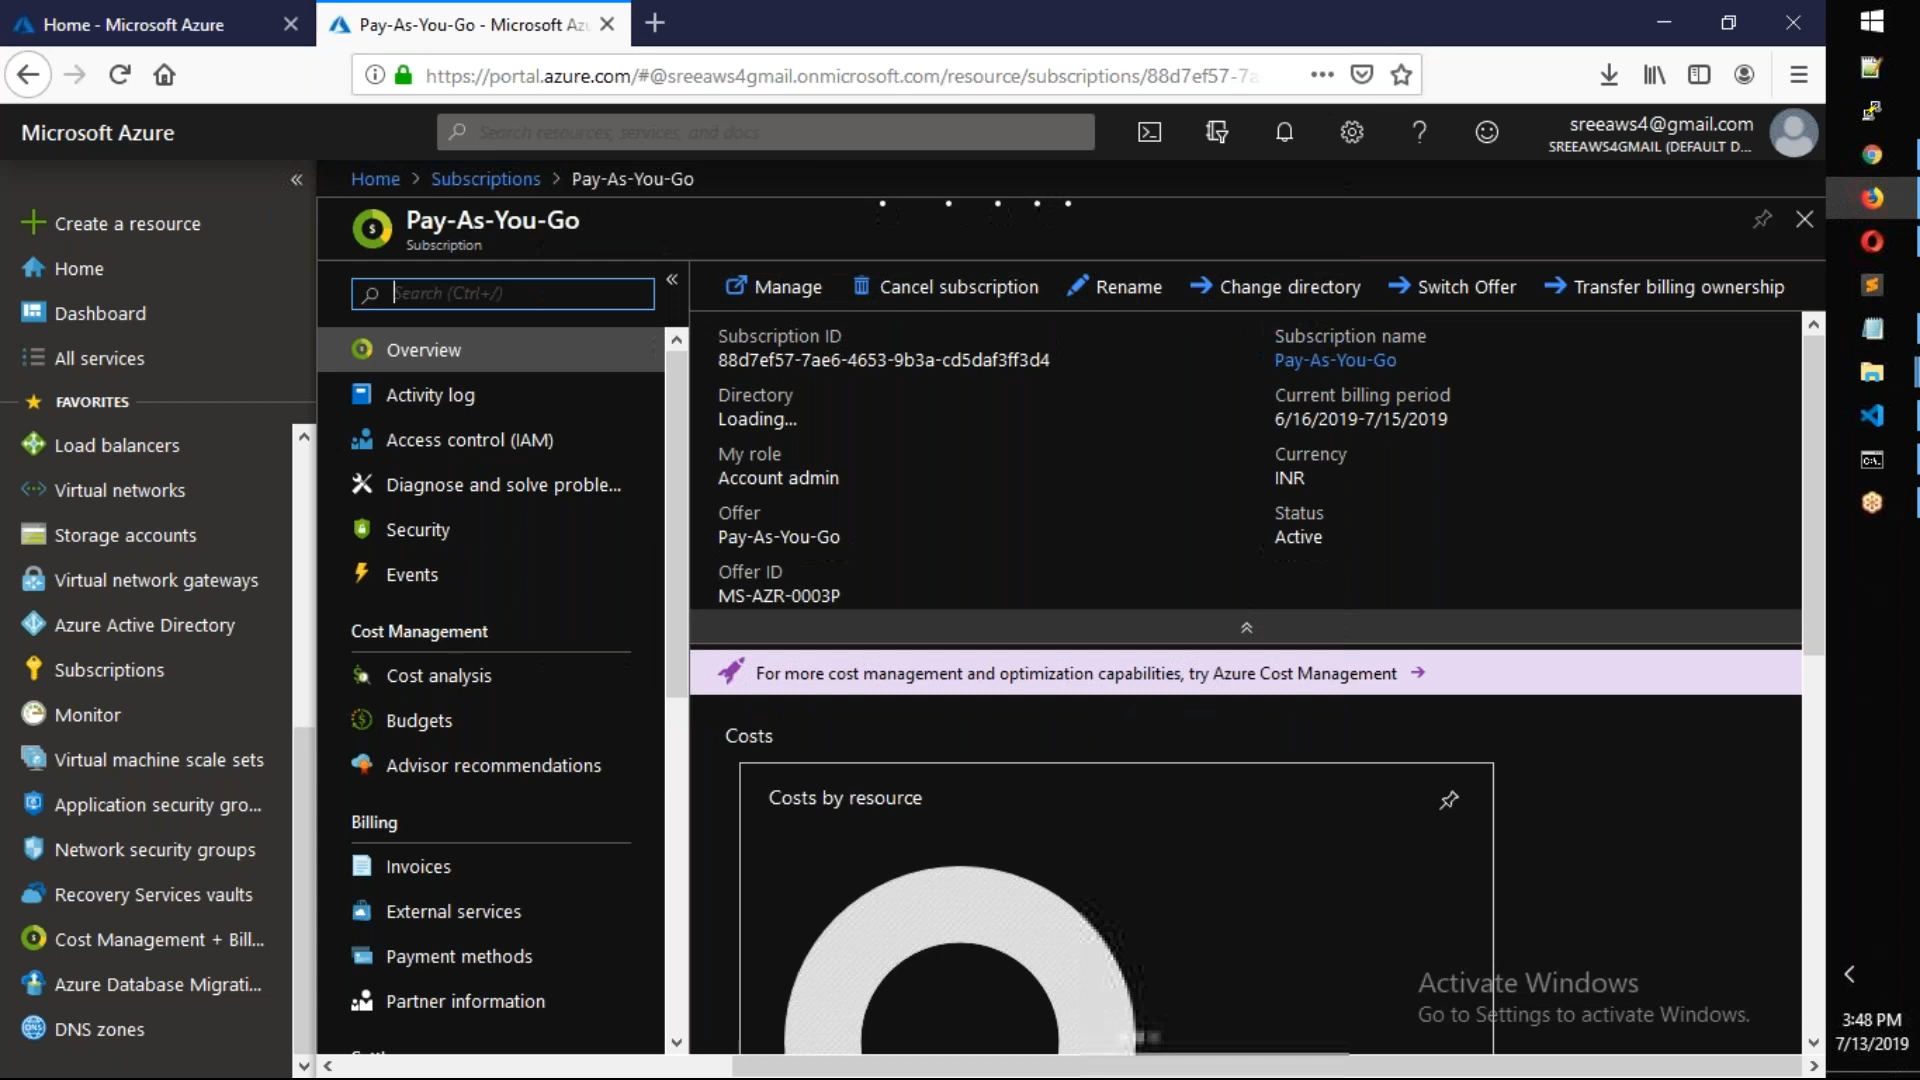 Home - Microsoft Azure
Pay-As-You-Go - Microsoft Az
https://portal.azure.com/#@sreeaws4gmail.onmicrosoft.com/resource/subscriptions/88d7ef57-7a
Microsoft Azure
Search resources, services, and docs
sreeaws4@gmail.com
SREEAWS4GMAIL (DEFAULT D...
Home > Subscriptions > Pay-As-You-Go
Create a resource
Home
Dashboard
All services
FAVORITES
Load balancers
Virtual networks
Storage accounts
Virtual network gateways
Azure Active Directory
Subscriptions
Monitor
Virtual machine scale sets
Application security gro...
Network security groups
Recovery Services vaults
Cost Management + Bill...
Azure Database Migrati...
DNS zones
Pay-As-You-Go
Subscription
Search (Ctrl+/)
Overview
Activity log
Access control (IAM)
Diagnose and solve proble...
Security
Events
Cost Management
Cost analysis
Budgets
Advisor recommendations
Billing
Invoices
External services
Payment methods
Partner information
Manage
Cancel subscription
Rename
Change directory
Switch Offer
Transfer billing ownership
Subscription ID
88d7ef57-7ae6-4653-9b3a-cd5daf3ff3d4
Directory
Loading...
My role
Account admin
Offer
Pay-As-You-Go
Offer ID
MS-AZR-0003P
Subscription name
Pay-As-You-Go
Current billing period
6/16/2019-7/15/2019
Currency
INR
Status
Active
For more cost management and optimization capabilities, try Azure Cost Management
Costs
Costs by resource
Activate Windows
Go to Settings to activate Windows.
3:48 PM
7/13/2019